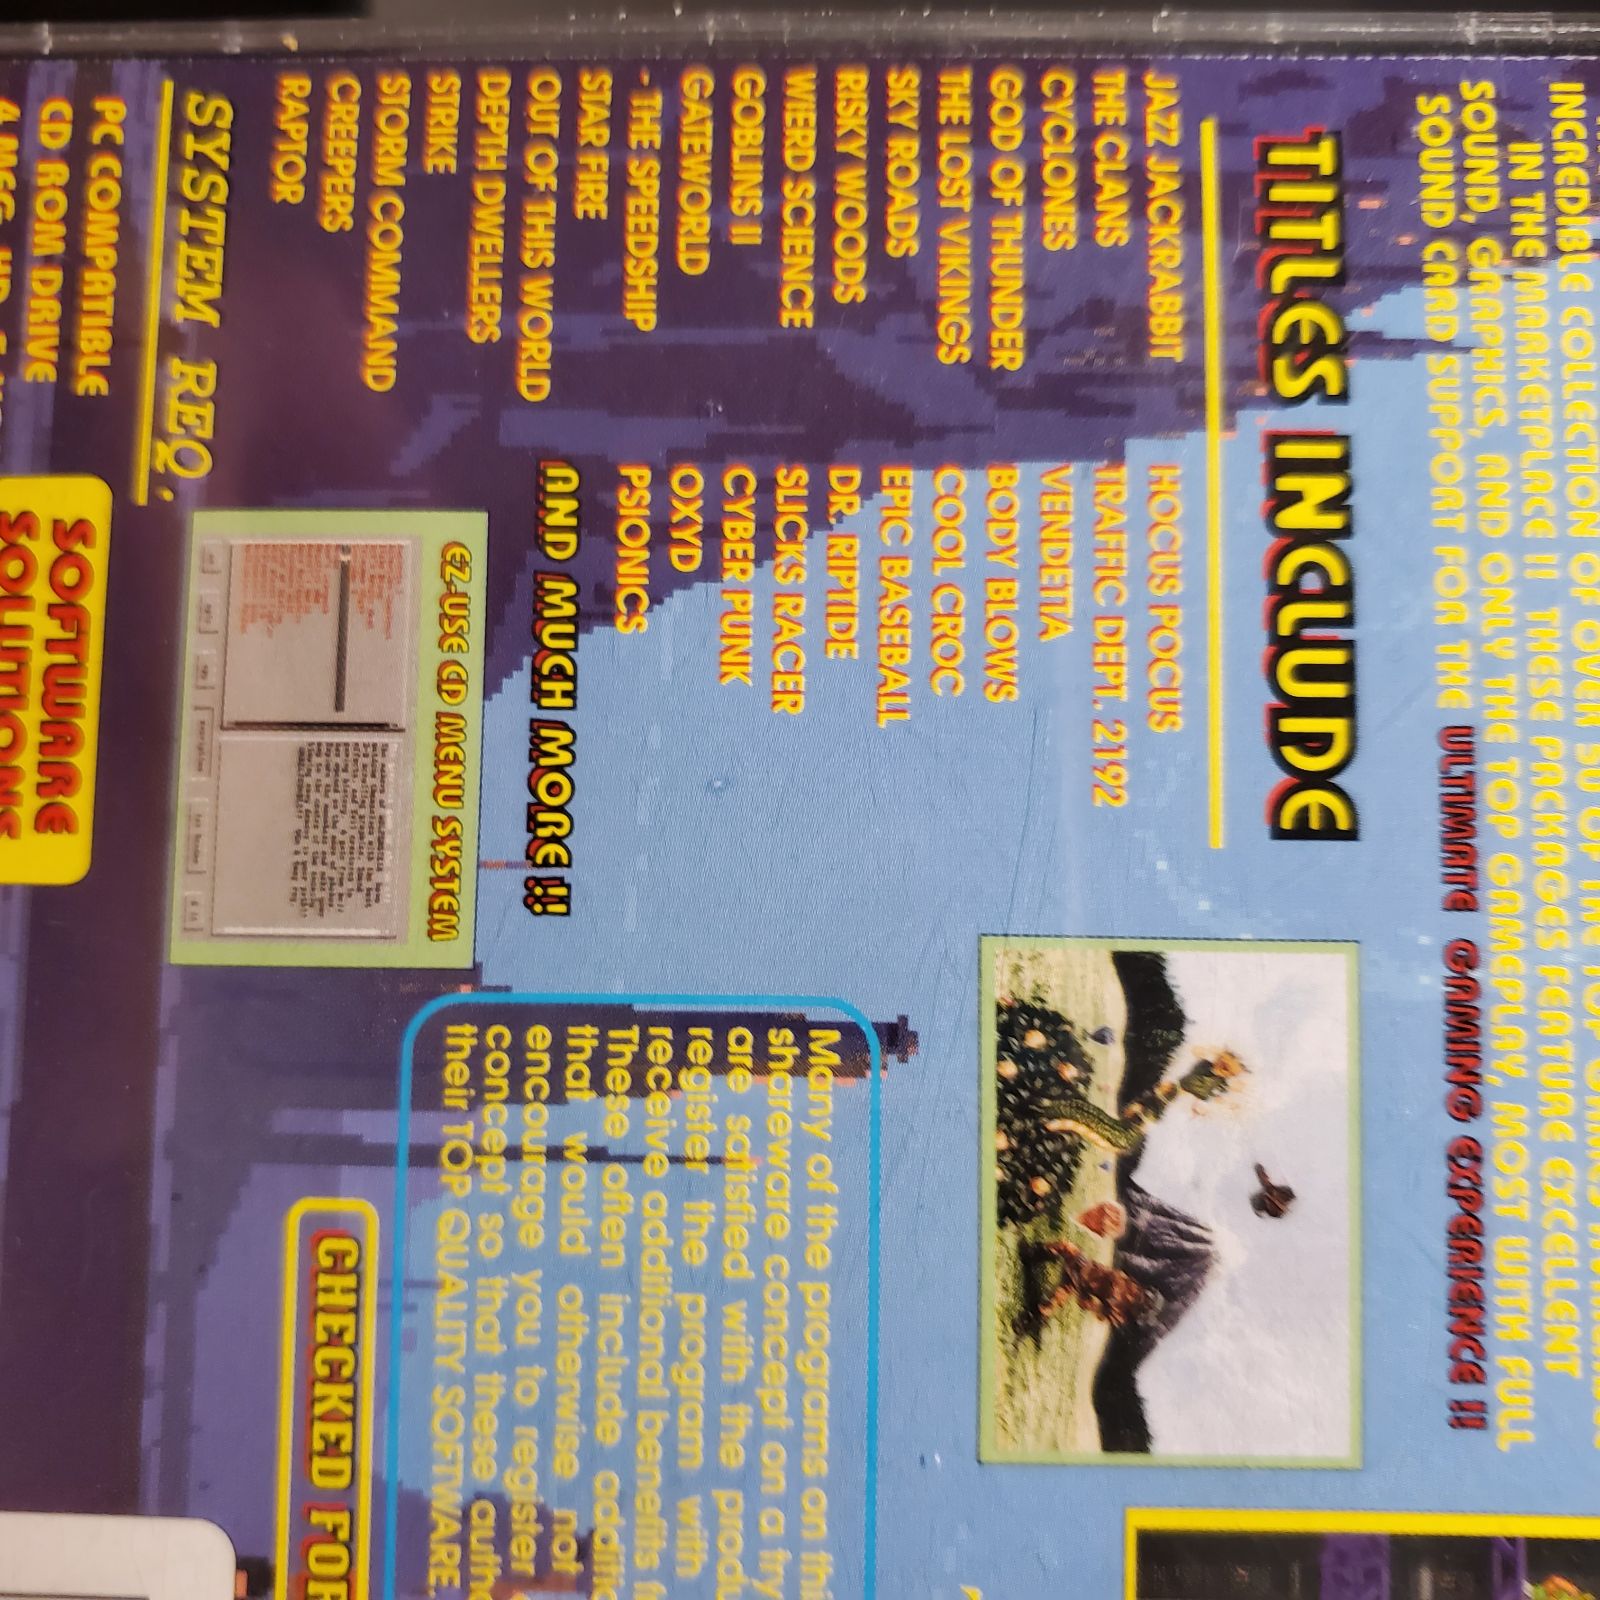 INCREDIBLE COLLECTION OF OVER 50 OF THE TOP
IN THE MARKETPLACE !! THESE PACKAGES FEATURE EXCELLENT
SOUND, GRAPHICS, AND ONLY THE TOP GAMEPLAY, MOST WITH FULL
SOUND CARD SUPPORT FOR THE ULTIMATE GAMING EXPERIENCE !!
TITLES INCLUDE
JAZZ JACKRABBIT
THE CLANS
CYCLONES
GOD OF THUNDER
THE LOST VIKINGS
SKY ROADS
RISKY WOODS
WIERD SCIENCE
GOBLINS II
GATEWORLD
- THE SPEEDSHIP
STAR FIRE
OUT OF THIS WORLD
DEPTH DWELLERS
STRIKE
STORM COMMAND
CREEPERS
RAPTOR
HOCUS POCUS
TRAFFIC DEPT. 2192
VENDETTA
BODY BLOWS
COOL CROC
EPIC BASEBALL
DR. RIPTIDE
SLICKS RACER
CYBER PUNK
OXYD
PSIONICS
AND MUCH MORE !!!
EZ-USE CD MENU SYSTEM
SYSTEM REQ.
PC COMPATIBLE
CD ROM DRIVE
4 MEG
SOFTWARE
SOLUTIONS
Many of the programs on
shareware concept on a try
are satisfied with the
register the program with
receive additional benefits
These often include
that would otherwise not
encourage you to register
concept so that these
their TOP QUALITY SOFTWARE.
CHECKED FOR